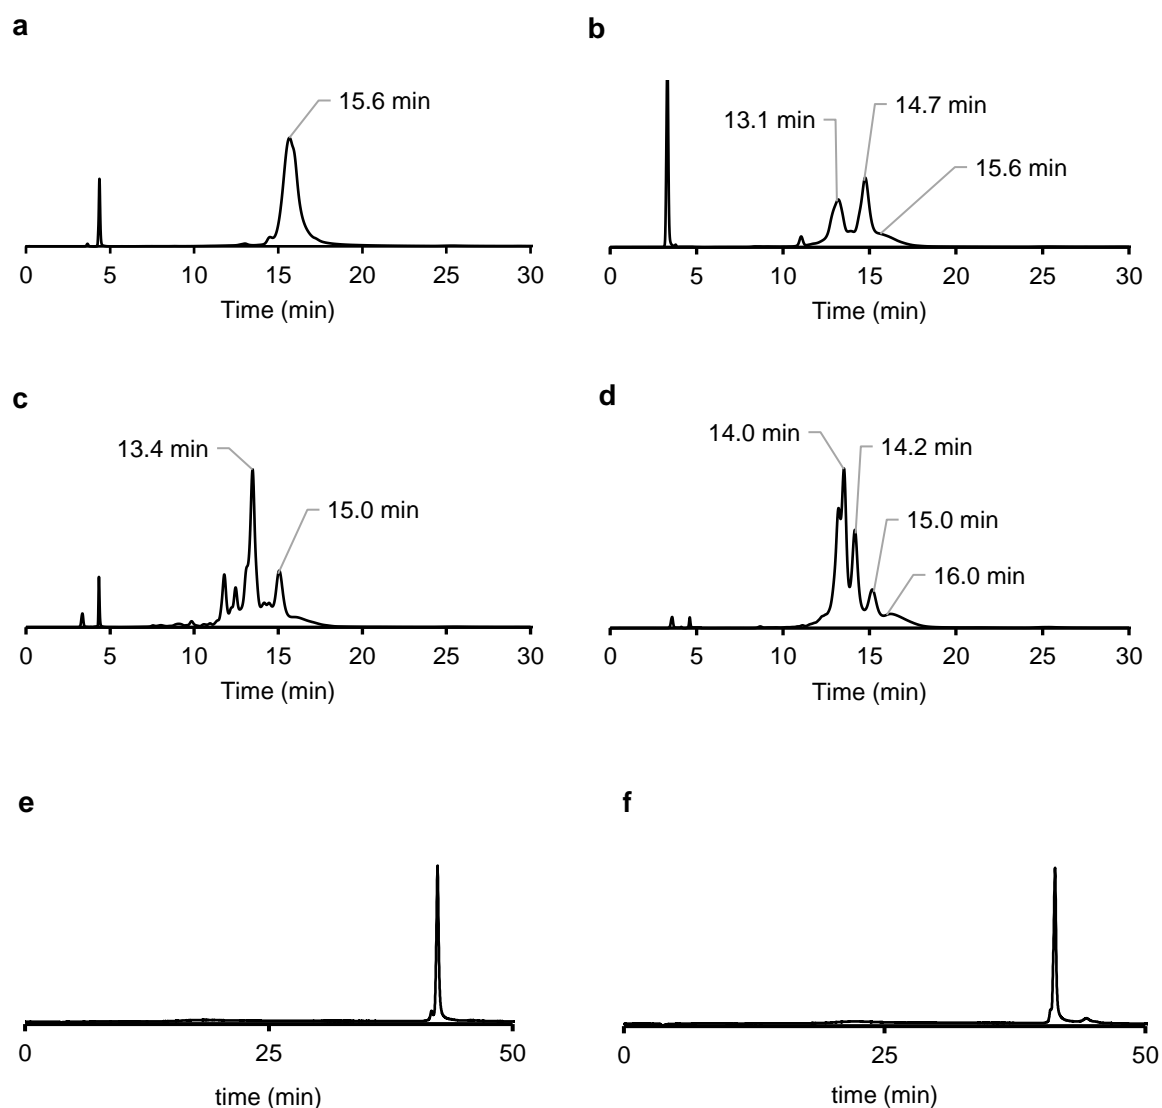 a
b
15.6 min
13.1 min
14.7 min
15.6 min
0 5 10 15 20 25 30
Time (min)
0 5 10 15 20 25 30
Time (min)
c
d
13.4 min
15.0 min
14.0 min
14.2 min
15.0 min
16.0 min
0 5 10 15 20 25 30
Time (min)
0 5 10 15 20 25 30
Time (min)
e
f
0 25 50
time (min)
0 25 50
time (min)